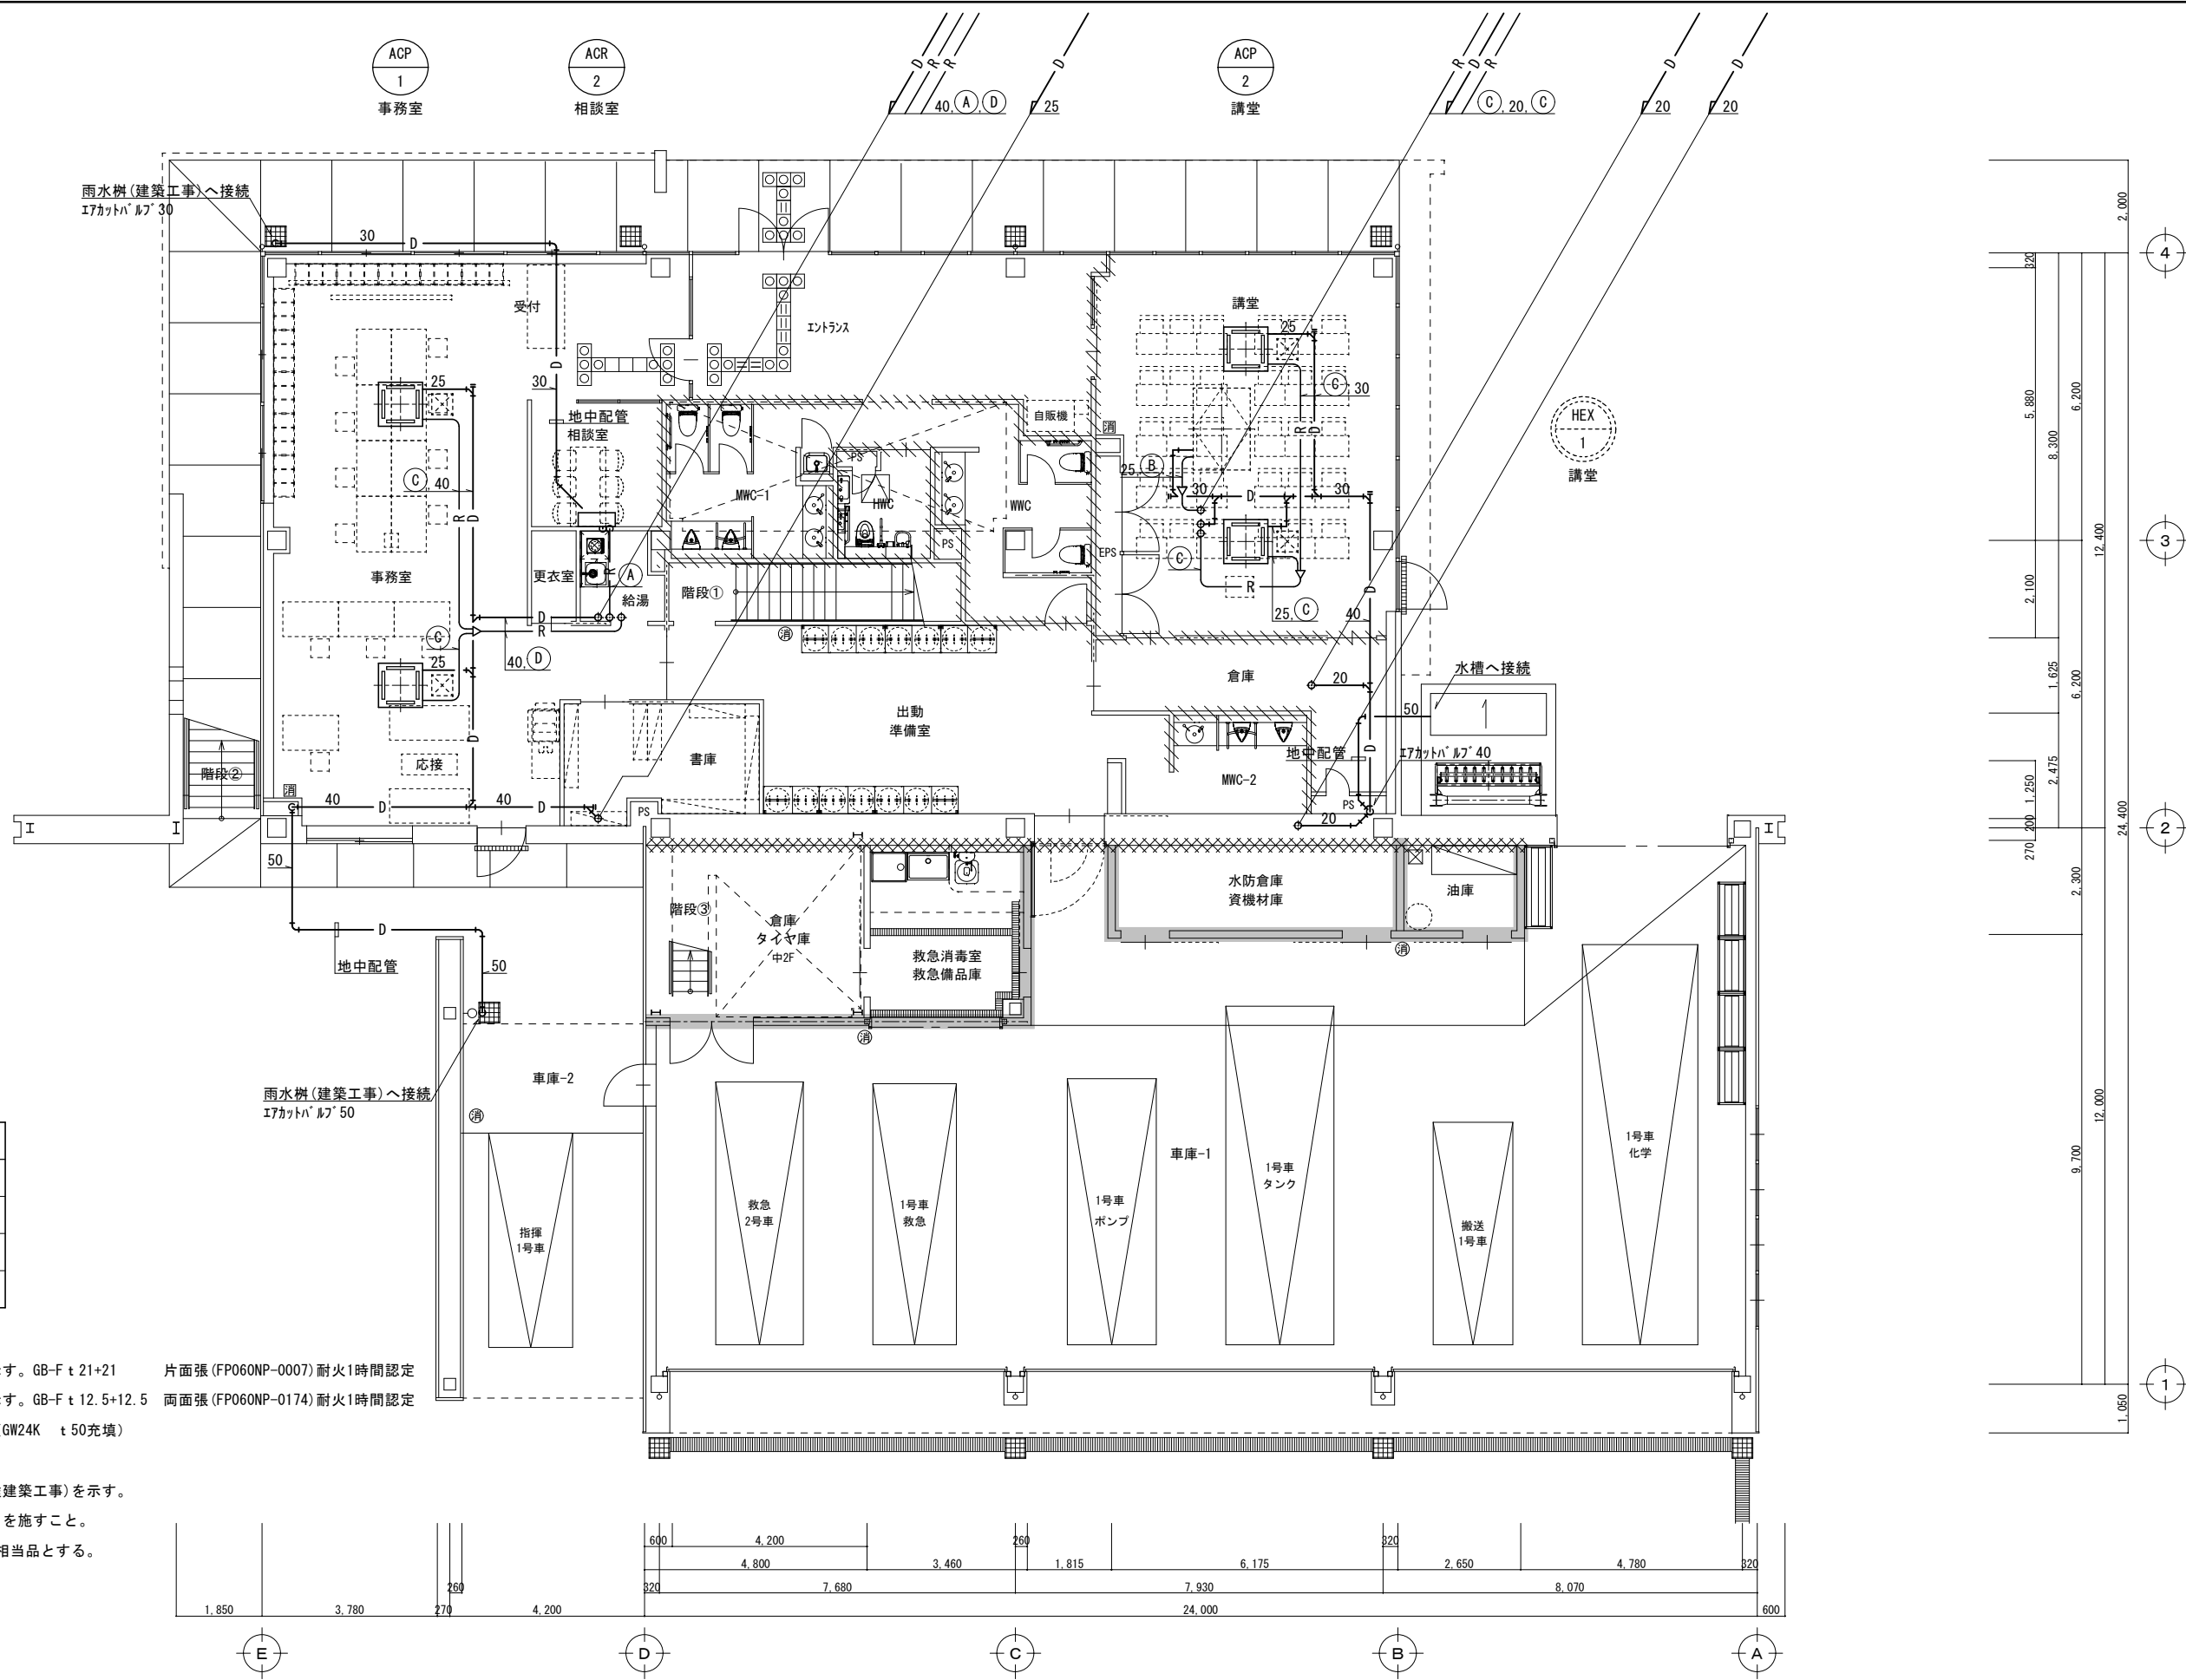 ACP
1
事務室
ACR
2
相談室
D
R
R
D
40, A, D
25
ACP
2
講堂
R
D
R
D
D
C, 20, C
20
20
雨水桝(建築工事)へ接続
エアカットバルブ30
30
D
受付
エントランス
講堂
25
D
30
25
C, 30
地中配管
相談室
自販機
消
HEX
1
講堂
R
D
C, 40
R
D
MWC-1
PS
HWC
WWC
25, B
30
D
30
PS
EPS
事務室
更衣室
R
A
給湯
階段①
C
R
25, C
40
D
D
R
C
25
40, D
消
倉庫
20
水槽へ接続
50
出動
準備室
D
書庫
D
地中配管
エアカットバルブ40
MWC-2
応接
階段②
消
40
D
40
D
PS
PS
20
50
階段③
倉庫
タイヤ庫
中2F
水防倉庫
資機材庫
油庫
D
地中配管
50
救急消毒室
救急備品庫
消
消
車庫-2
雨水桝(建築工事)へ接続
エアカットバルブ50
消
車庫-1
1号車
化学
1号車
タンク
救急
2号車
1号車
救急
1号車
ポンプ
搬送
1号車
指揮
1号車
す。GB-F t 21+21 片面張(FP060NP-0007)耐火1時間認定
す。GB-F t 12.5+12.5 両面張(FP060NP-0174)耐火1時間認定
GW24K t 50充填)
建築工事)を示す。
を施すこと。
相当品とする。
600
4,200
260
320
4,800
3,460
1,815
6,175
2,650
4,780
320
260
320
7,680
7,930
8,070
1,850
3,780
270
4,200
24,000
600
E
D
C
B
A
2,000
320
5,880
8,300
6,200
12,400
2,100
1,625
6,200
2,475
1,250
200
270
24,400
2,300
9,700
12,000
1,050
4
3
2
1